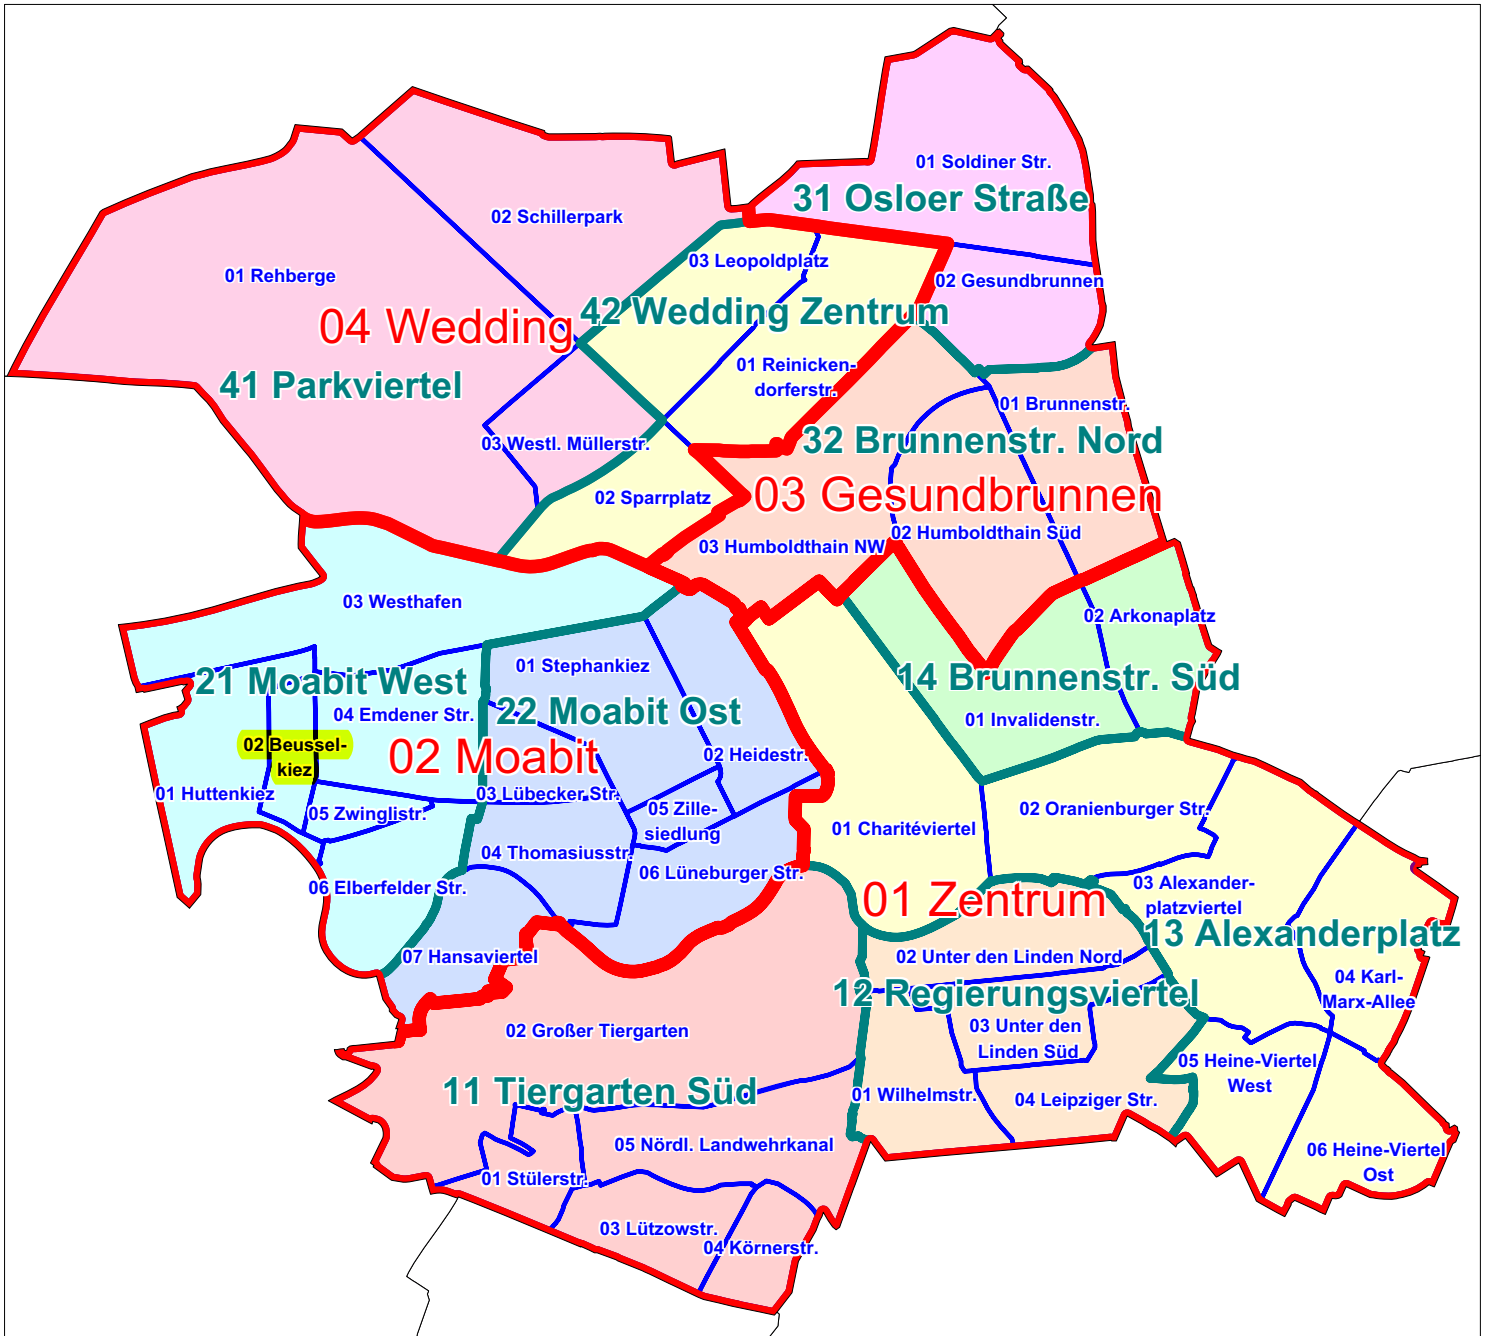 01 Soldiner Str.
31 Osloer Straße
02 Schillerpark
03 Leopoldplatz
01 Rehberge
02 Gesundbrunnen
42 Wedding Zentrum
04 Wedding
01 Reinicken-
dorferstr.
41 Parkviertel
01 Brunnenstr.
03 Westl. Müllerstr.
32 Brunnenstr. Nord
02 Sparrplatz
03 Gesundbrunnen
03 Humboldthain NW
02 Humboldthain Süd
03 Westhafen
02 Arkonaplatz
01 Stephankiez
21 Moabit West
14 Brunnenstr. Süd
04 Emdener Str.
22 Moabit Ost
01 Invalidenstr.
02 Beussel-
kiez
02 Moabit
02 Heidestr.
01 Huttenkiez
03 Lübecker Str.
05 Zwinglistr.
05 Zille-
siedlung
02 Oranienburger Str.
01 Charitéviertel
04 Thomasiusstr.
06 Lüneburger Str.
06 Elberfelder Str.
03 Alexander-
platzviertel
01 Zentrum
13 Alexanderplatz
07 Hansaviertel
02 Unter den Linden Nord
04 Karl-
Marx-Allee
12 Regierungsviertel
02 Großer Tiergarten
03 Unter den
Linden Süd
05 Heine-Viertel
West
11 Tiergarten Süd
01 Wilhelmstr.
04 Leipziger Str.
05 Nördl. Landwehrkanal
06 Heine-Viertel
Ost
01 Stülerstr.
03 Lützowstr.
04 Körnerstr.